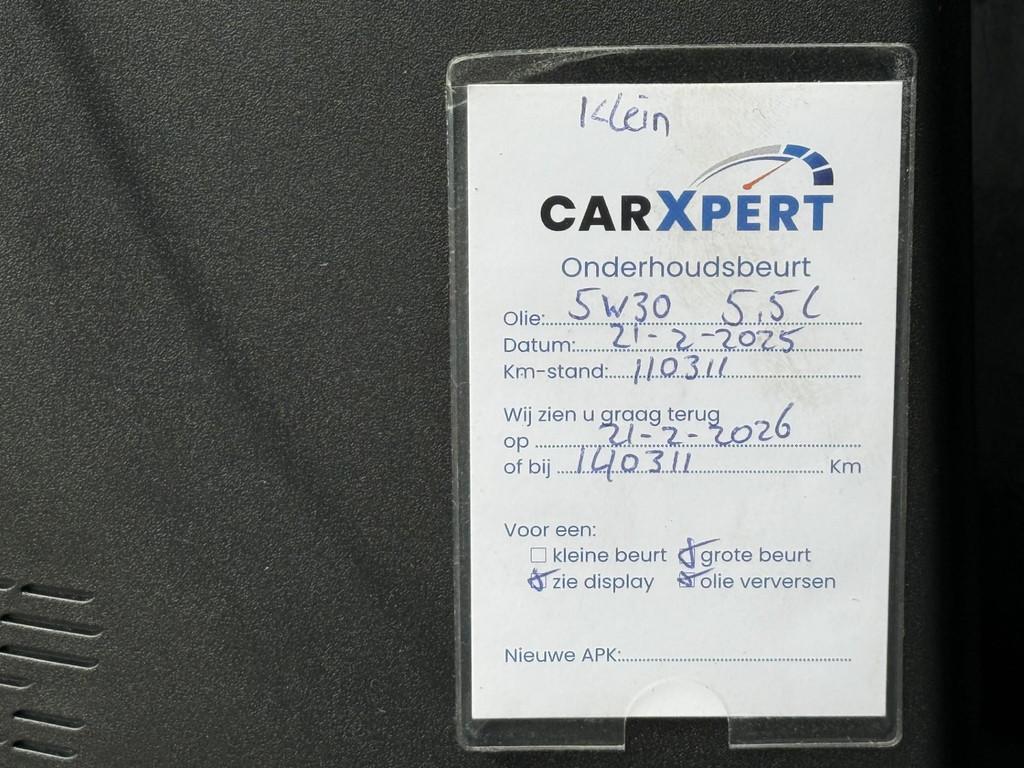 Klein
CARXPERT
Onderhoudsbeurt
Olie: 5W30 5,5L
Datum: 21-2-2025
Km-stand: 110311
Wij zien u graag terug
op 21-2-2026
of bij 140311 Km
Voor een:
kleine beurt grote beurt
zie display olie verversen
Nieuwe APK: